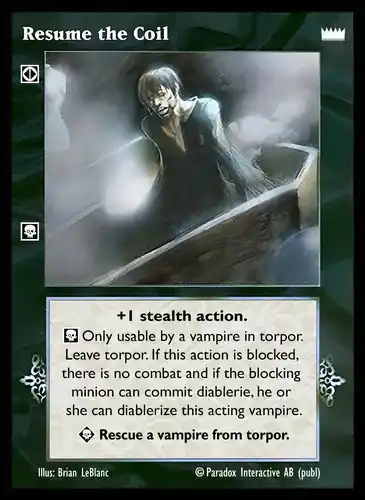 Resume the Coil
+1 stealth action.
Only usable by a vampire in torpor.
Leave torpor. If this action is blocked,
there is no combat and if the blocking
minion can commit diablerie, he or
she can diablerize this acting vampire.
Rescue a vampire from torpor.
Illus: Brian LeBlanc © Paradox Interactive AB (publ)